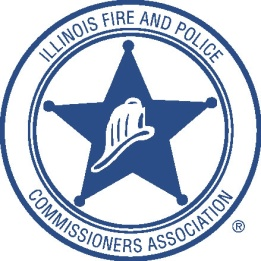 ILLINOIS FIRE AND POLICE
COMMISSIONERS ASSOCIATION
®